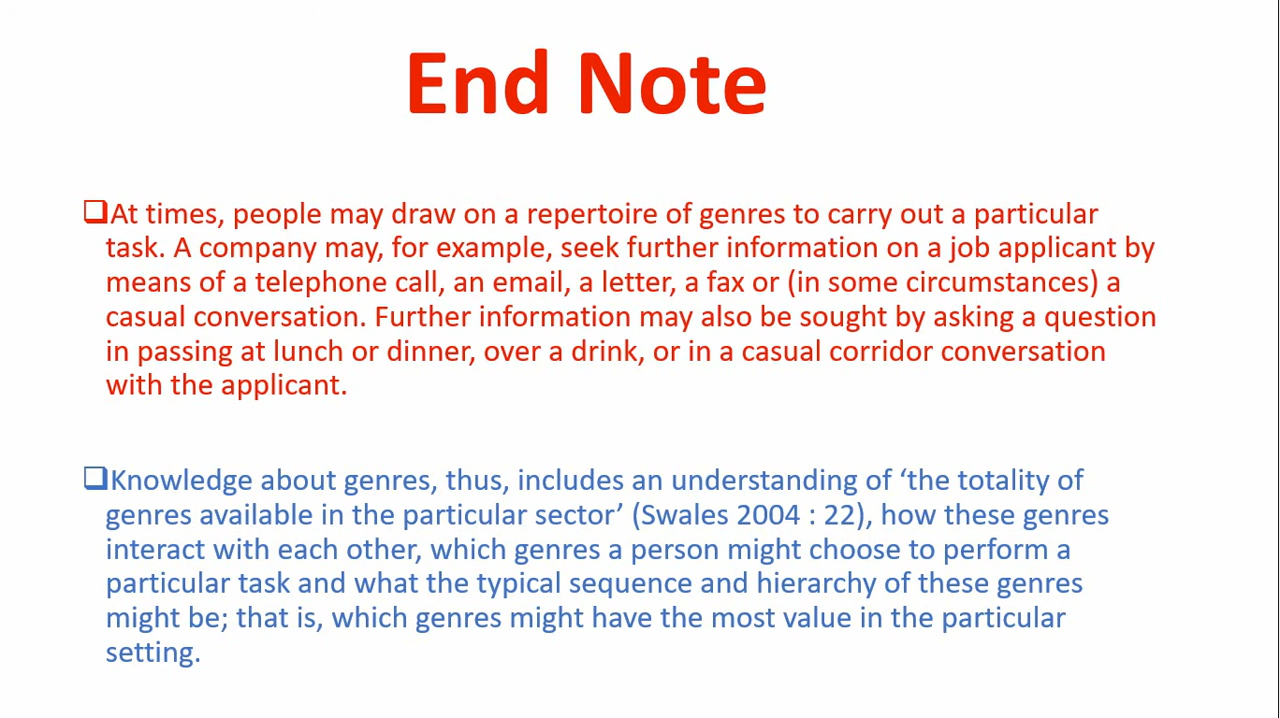 End Note
❑At times, people may draw on a repertoire of genres to carry out a particular
task. A company may, for example, seek further information on a job applicant by
means of a telephone call, an email, a letter, a fax or (in some circumstances) a
casual conversation. Further information may also be sought by asking a question
in passing at lunch or dinner, over a drink, or in a casual corridor conversation
with the applicant.
❑Knowledge about genres, thus, includes an understanding of ‘the totality of
genres available in the particular sector’ (Swales 2004 : 22), how these genres
interact with each other, which genres a person might choose to perform a
particular task and what the typical sequence and hierarchy of these genres
might be; that is, which genres might have the most value in the particular
setting.